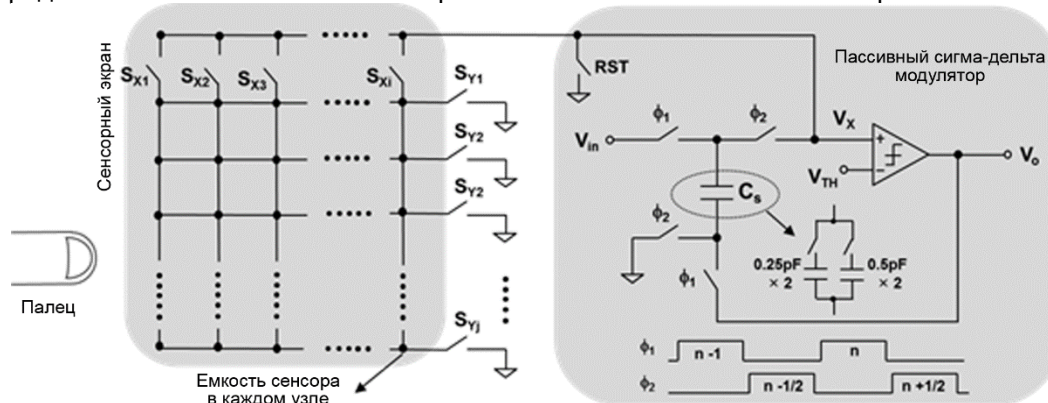 Сенсорный экран
S_X1 S_X2 S_X3 S_Xi
S_Y1
S_Y2
S_Y2
S_Yj
Палец
Емкость сенсора
в каждом узле
Пассивный сигма-дельта
модулятор
RST
ϕ1 ϕ2
V_in V_X
+
−
V_TH V_o
C_s
ϕ2
ϕ1
0.25pF 0.5pF
× 2 × 2
ϕ1 n -1 n
ϕ2 n -1/2 n +1/2